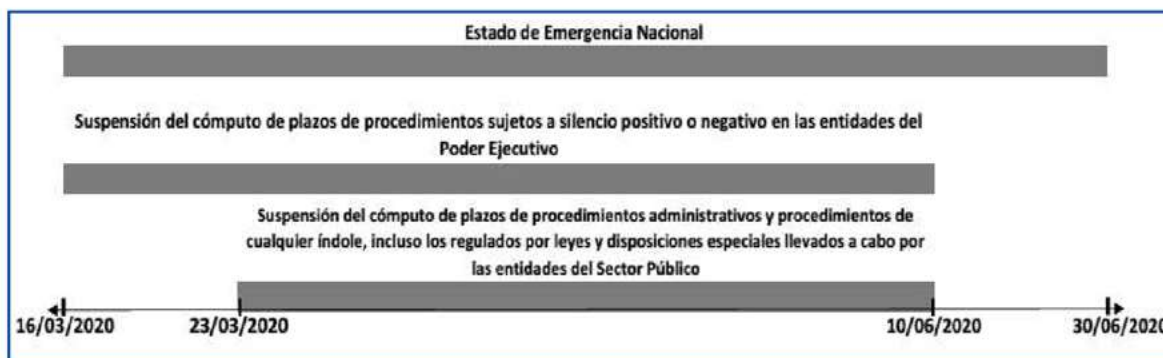 Estado de Emergencia Nacional
Suspensión del cómputo de plazos de procedimientos sujetos a silencio positivo o negativo en las entidades del
Poder Ejecutivo
Suspensión del cómputo de plazos de procedimientos administrativos y procedimientos de
cualquier índole, incluso los regulados por leyes y disposiciones especiales llevados a cabo por
las entidades del Sector Público
16/03/2020 23/03/2020 10/06/2020 30/06/2020